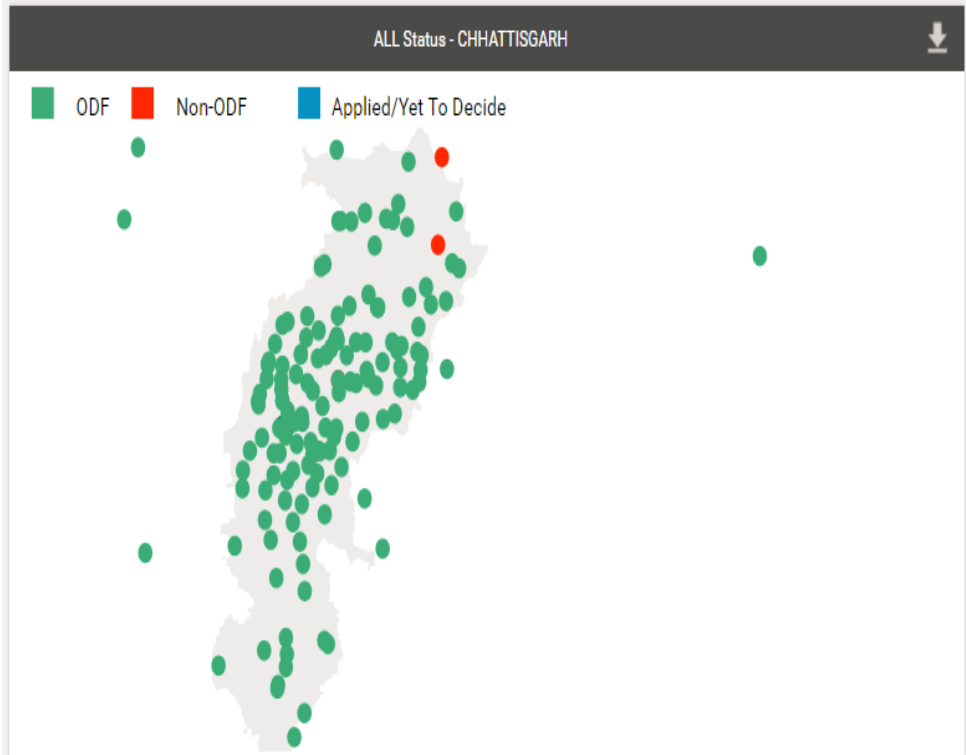 ALL Status - CHHATTISGARH
ODF Non-ODF Applied/Yet To Decide